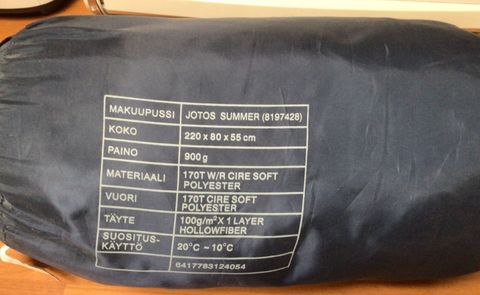 MAKUUPUSSI JOTOS SUMMER (8197428)
KOKO 220 x 80 x 55 cm
PAINO 900 g
MATERIAALI 170T W/R CIRE SOFT
POLYESTER
VUORI 170T CIRE SOFT
POLYESTER
TÄYTE 100g/m² X 1 LAYER
HOLLOWFIBER
SUOSITUS-
KÄYTTÖ 20°C ~ 10°C
6417783124054